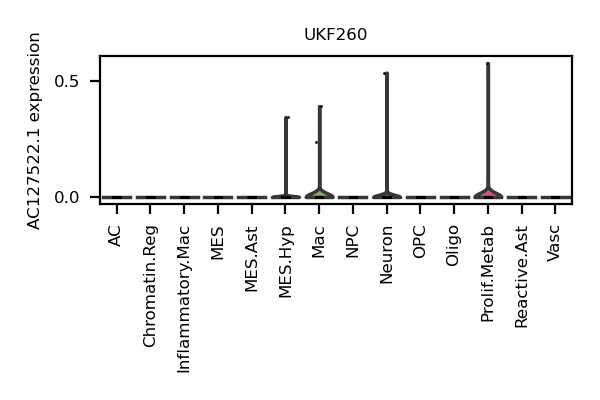 UKF260
AC127522.1 expression
0.5
0.0
AC
Chromatin.Reg
Inflammatory.Mac
MES
MES.Ast
MES.Hyp
Mac
NPC
Neuron
OPC
Oligo
Prolif.Metab
Reactive.Ast
Vasc